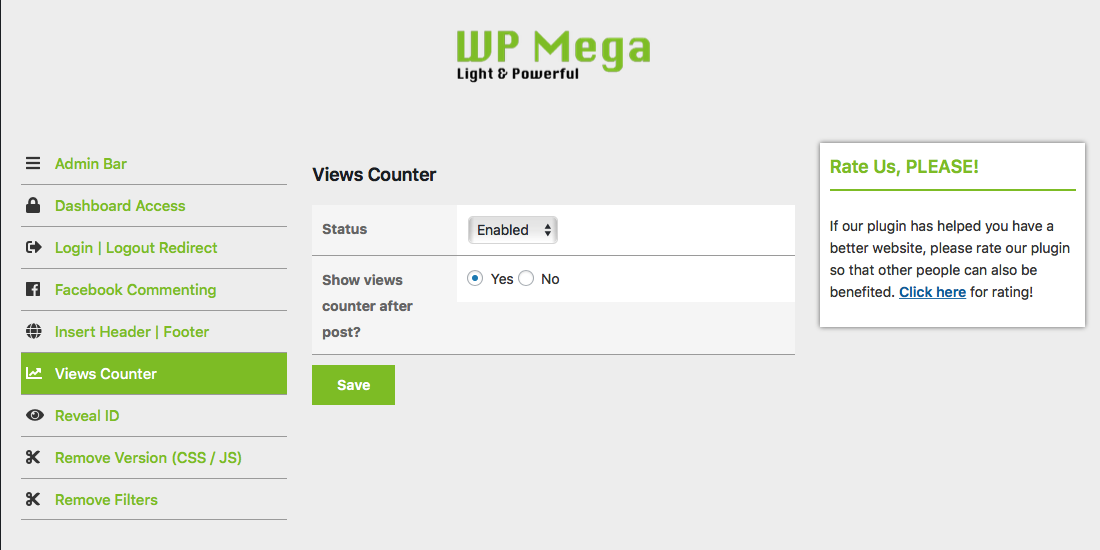 WP Mega
Light & Powerful
Admin Bar
Dashboard Access
Login | Logout Redirect
Facebook Commenting
Insert Header | Footer
Views Counter
Reveal ID
Remove Version (CSS / JS)
Remove Filters
Views Counter
Status
Enabled
Show views
counter after
post?
Yes No
Save
Rate Us, PLEASE!
If our plugin has helped you have a
better website, please rate our plugin
so that other people can also be
benefited. Click here for rating!